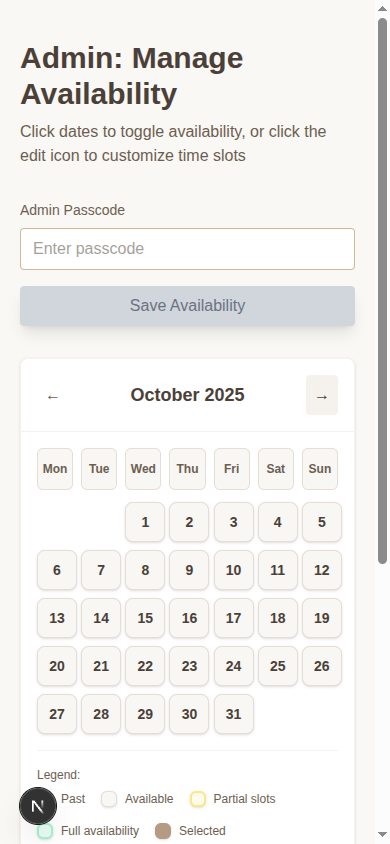 Admin: Manage
Availability
Click dates to toggle availability, or click the
edit icon to customize time slots
Admin Passcode
Enter passcode
Save Availability
← October 2025 →
Mon Tue Wed Thu Fri Sat Sun
1 2 3 4 5
6 7 8 9 10 11 12
13 14 15 16 17 18 19
20 21 22 23 24 25 26
27 28 29 30 31
Legend:
Past Available Partial slots
N
Full availability Selected